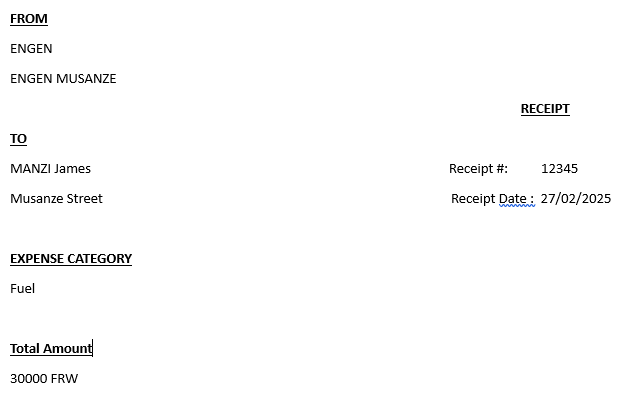 FROM
ENGEN
ENGEN MUSANZE
RECEIPT
TO
MANZI James
Receipt #: 12345
Musanze Street
Receipt Date : 27/02/2025
EXPENSE CATEGORY
Fuel
Total Amount
30000 FRW